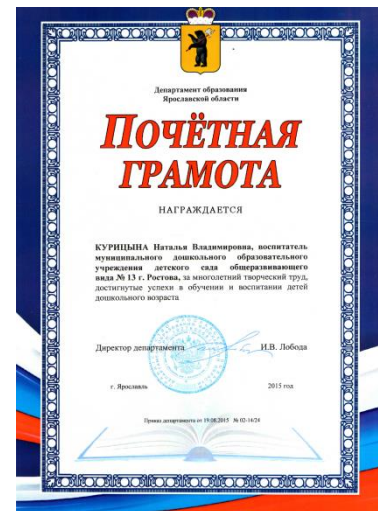 Департамент образования
Ярославской области
ПОЧЁТНАЯ
ГРАМОТА
НАГРАЖДАЕТСЯ
КУРИЦЫНА Наталья Владимировна, воспитатель
муниципального дошкольного образовательного
учреждения детского сада общеразвивающего
вида № 13 г. Ростова, за многолетний творческий труд,
достигнутые успехи в обучении и воспитании детей
дошкольного возраста
Директор департамента И.В. Лобода
г. Ярославль 2015 год
Приказ департамента от 19.08.2015 № 02-14/24